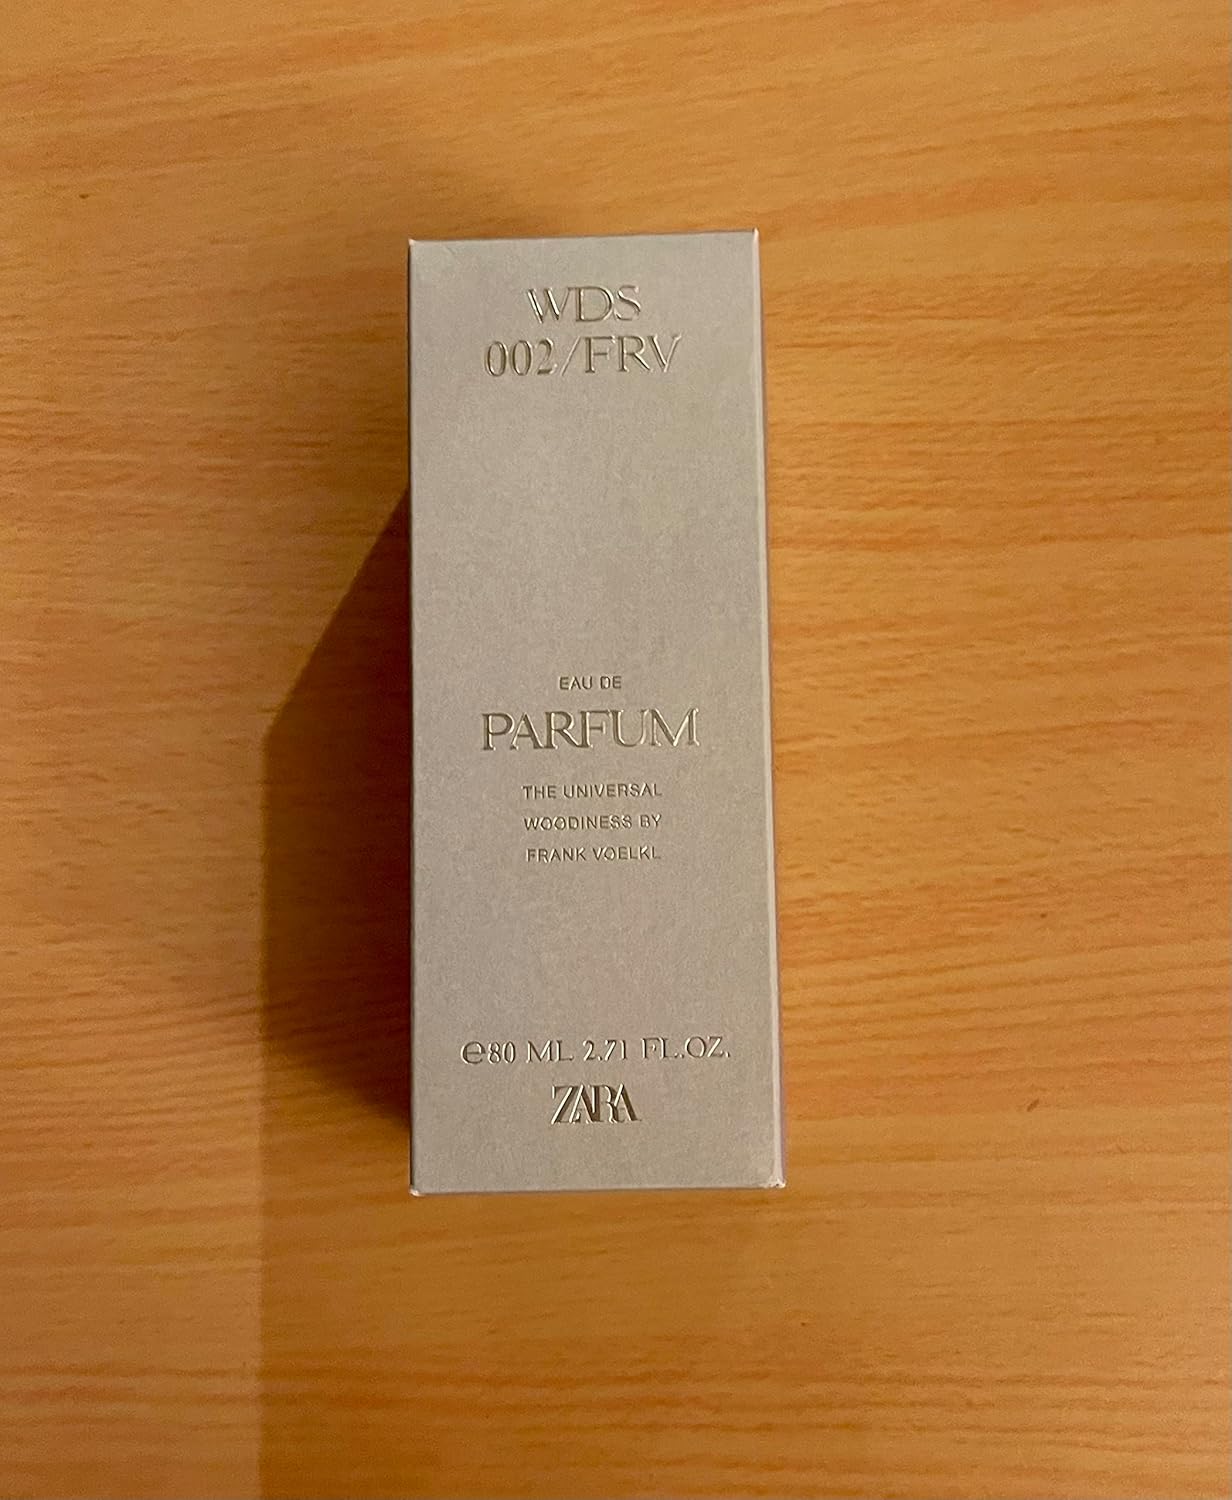 WDS
002/FRV
EAU DE
PARFUM
THE UNIVERSAL
WOODINESS BY
FRANK VOELKL
℮80 ML 2.71 FL.OZ.
ZARA